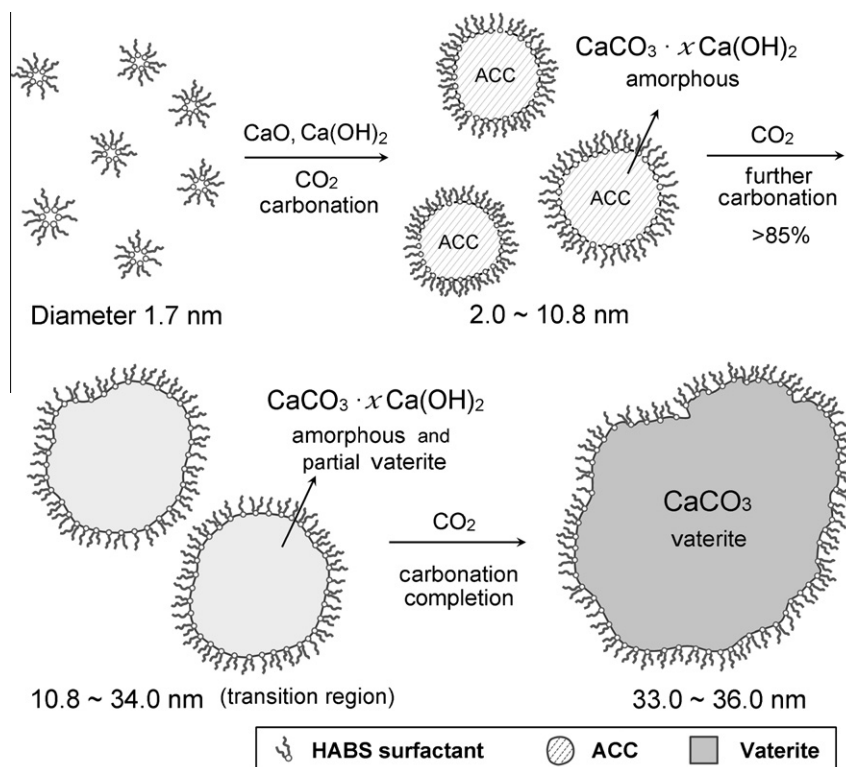 CaO, Ca(OH)₂
CO₂
carbonation
ACC
ACC
ACC
CaCO₃ · x Ca(OH)₂
amorphous
CO₂
further
carbonation
>85%
Diameter 1.7 nm
2.0 ~ 10.8 nm
CaCO₃ · x Ca(OH)₂
amorphous and
partial vaterite
CO₂
carbonation
completion
CaCO₃
vaterite
10.8 ~ 34.0 nm (transition region)
33.0 ~ 36.0 nm
HABS surfactant ACC Vaterite